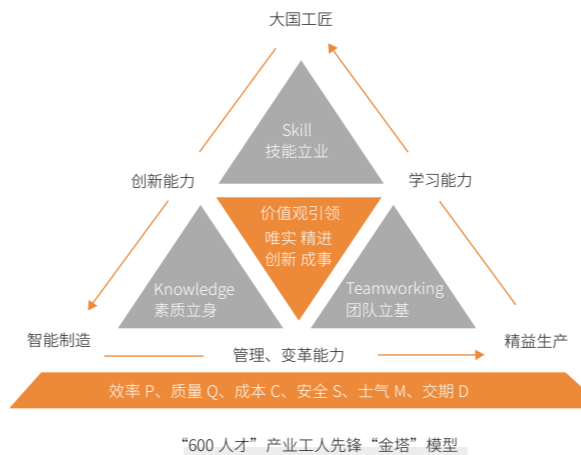 大国工匠
Skill
技能立业
创新能力
学习能力
价值观引领
唯实 精进
创新 成事
Knowledge
素质立身
Teamworking
团队立基
智能制造
管理、变革能力
精益生产
效率 P、质量 Q、成本 C、安全 S、士气 M、交期 D
“600 人才”产业工人先锋“金塔”模型